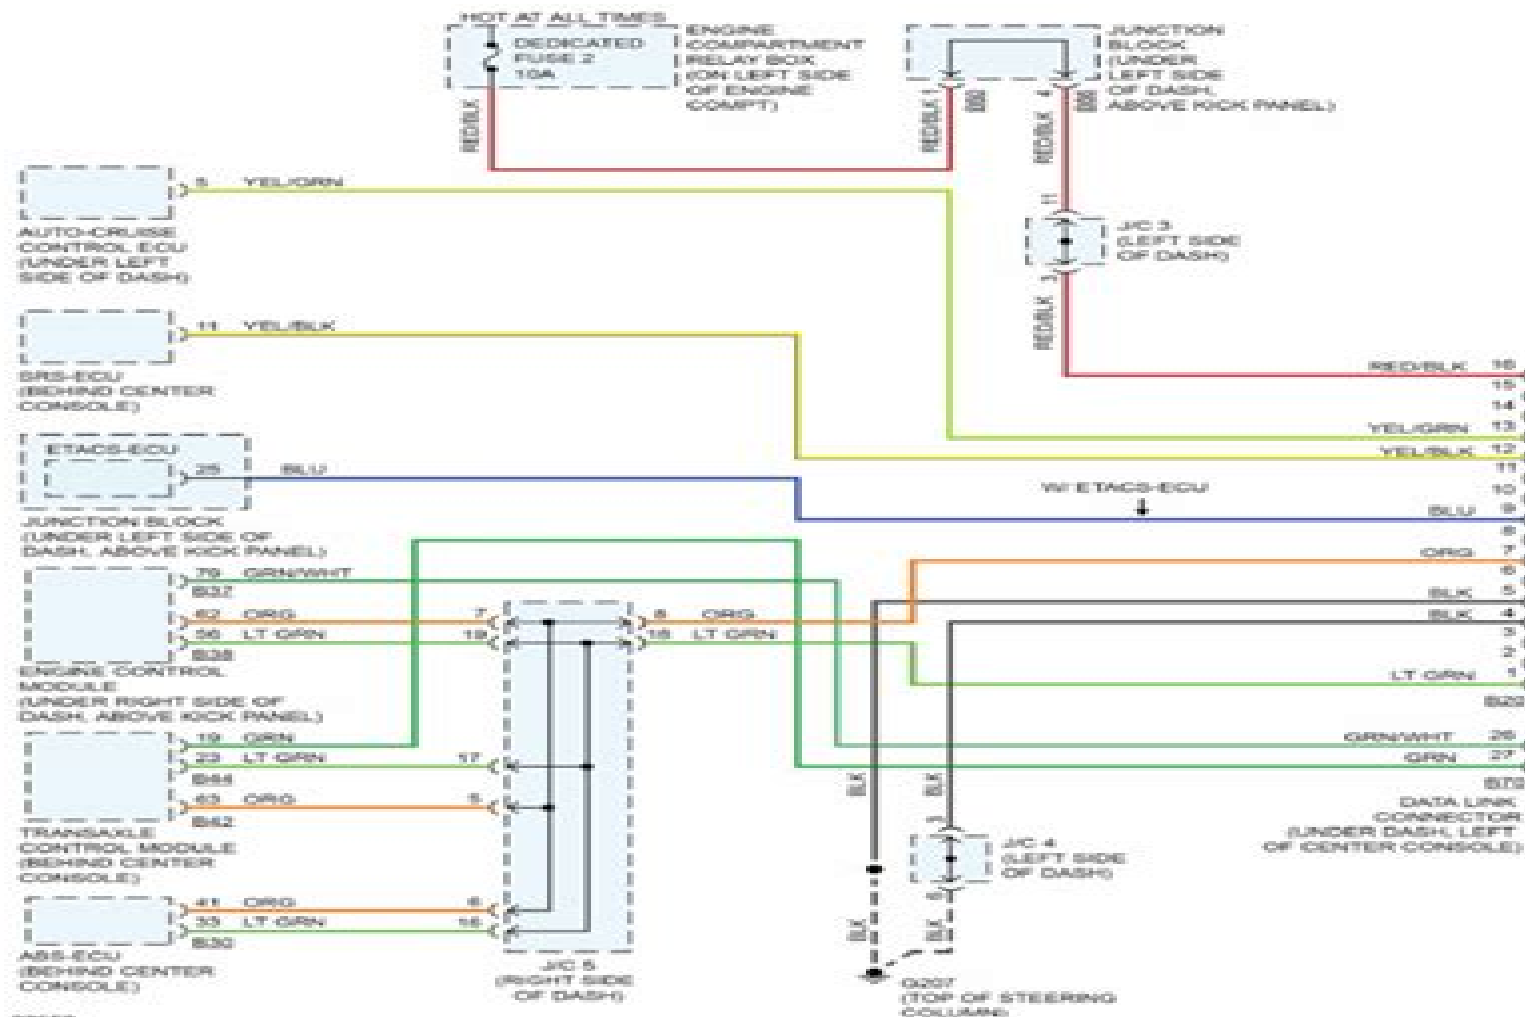 HOT AT ALL TIMES
DEDICATED
FUSE 2
10A
ENGINE
COMPARTMENT
RELAY BOX
(ON LEFT SIDE
OF ENGINE
COMPT)
JUNCTION
BLOCK
(UNDER
LEFT SIDE
OF DASH,
ABOVE KICK PANEL)
RED/BLK
RED/BLK 1
RED/BLK 4
11
J/C 3
(LEFT SIDE
OF DASH)
3
RED/BLK
5 YEL/GRN
AUTO-CRUISE
CONTROL ECU
(UNDER LEFT
SIDE OF DASH)
11 YEL/BLK
SRS-ECU
(BEHIND CENTER
CONSOLE)
ETACS-ECU
25 BLU
JUNCTION BLOCK
(UNDER LEFT SIDE OF
DASH, ABOVE KICK PANEL)
W/ ETACS-ECU
79 GRN/WHT
B37
62 ORG 7
56 LT GRN 19
B38
8 ORG
18 LT GRN
ENGINE CONTROL
MODULE
(UNDER RIGHT SIDE OF
DASH, ABOVE KICK PANEL)
19 GRN
23 LT GRN 17
B44
63 ORG 5
B42
TRANSAXLE
CONTROL MODULE
(BEHIND CENTER
CONSOLE)
41 ORG 6
33 LT GRN 16
B30
ABS-ECU
(BEHIND CENTER
CONSOLE)
J/C 5
(RIGHT SIDE
OF DASH)
RED/BLK 16
15
14
YEL/GRN 13
YEL/BLK 12
11
10
BLU 9
8
ORG 7
6
BLK 5
BLK 4
3
2
LT GRN 1
GRN/WHT 26
GRN 27
DATA LINK
CONNECTOR
(UNDER DASH, LEFT
OF CENTER CONSOLE)
BLK
BLK
J/C 4
(LEFT SIDE
OF DASH)
BLK
BLK
G207
(TOP OF STEERING
COLUMN)